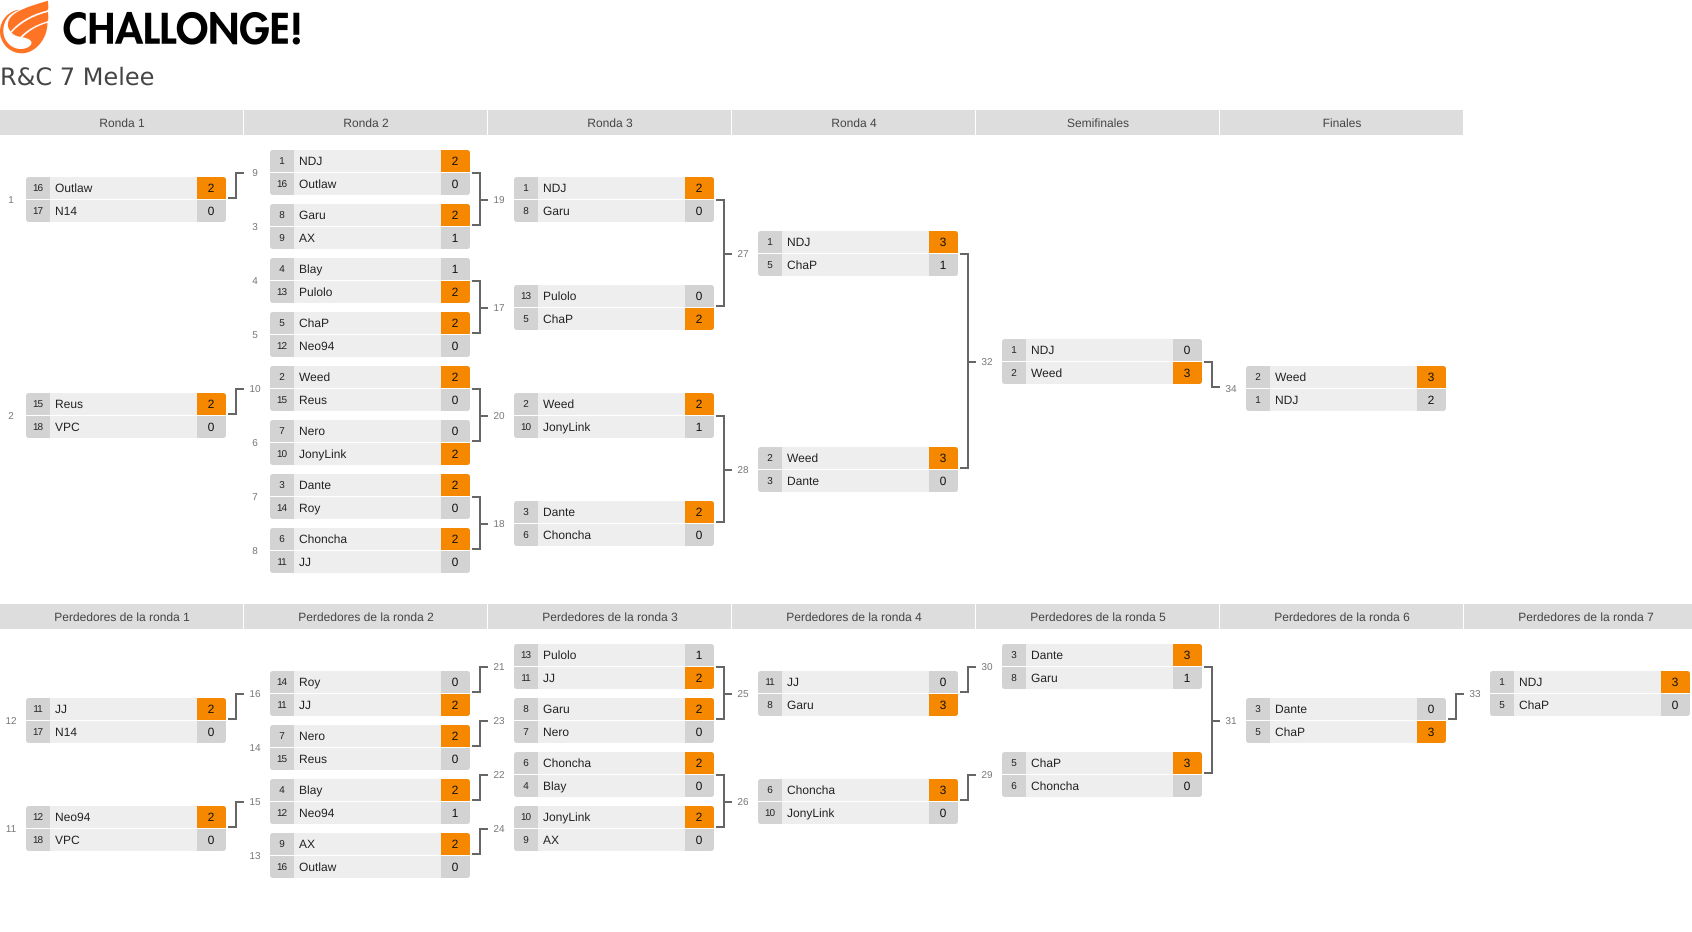 CHALLONGE!
R&C 7 Melee
Ronda 1 Ronda 2 Ronda 3 Ronda 4 Semifinales Finales
1
16 Outlaw 2
17 N14 0
2
15 Reus 2
18 VPC 0
9
1 NDJ 2
16 Outlaw 0
3
8 Garu 2
9 AX 1
4
4 Blay 1
13 Pulolo 2
5
5 ChaP 2
12 Neo94 0
10
2 Weed 2
15 Reus 0
6
7 Nero 0
10 JonyLink 2
7
3 Dante 2
14 Roy 0
8
6 Choncha 2
11 JJ 0
19
1 NDJ 2
8 Garu 0
17
13 Pulolo 0
5 ChaP 2
20
2 Weed 2
10 JonyLink 1
18
3 Dante 2
6 Choncha 0
27
1 NDJ 3
5 ChaP 1
28
2 Weed 3
3 Dante 0
32
1 NDJ 0
2 Weed 3
34
2 Weed 3
1 NDJ 2
Perdedores de la ronda 1 Perdedores de la ronda 2 Perdedores de la ronda 3 Perdedores de la ronda 4 Perdedores de la ronda 5 Perdedores de la ronda 6 Perdedores de la ronda 7
12
11 JJ 2
17 N14 0
11
12 Neo94 2
18 VPC 0
16
14 Roy 0
11 JJ 2
14
7 Nero 2
15 Reus 0
15
4 Blay 2
12 Neo94 1
13
9 AX 2
16 Outlaw 0
21
13 Pulolo 1
11 JJ 2
23
8 Garu 2
7 Nero 0
22
6 Choncha 2
4 Blay 0
24
10 JonyLink 2
9 AX 0
25
11 JJ 0
8 Garu 3
26
6 Choncha 3
10 JonyLink 0
30
3 Dante 3
8 Garu 1
29
5 ChaP 3
6 Choncha 0
31
3 Dante 0
5 ChaP 3
33
1 NDJ 3
5 ChaP 0